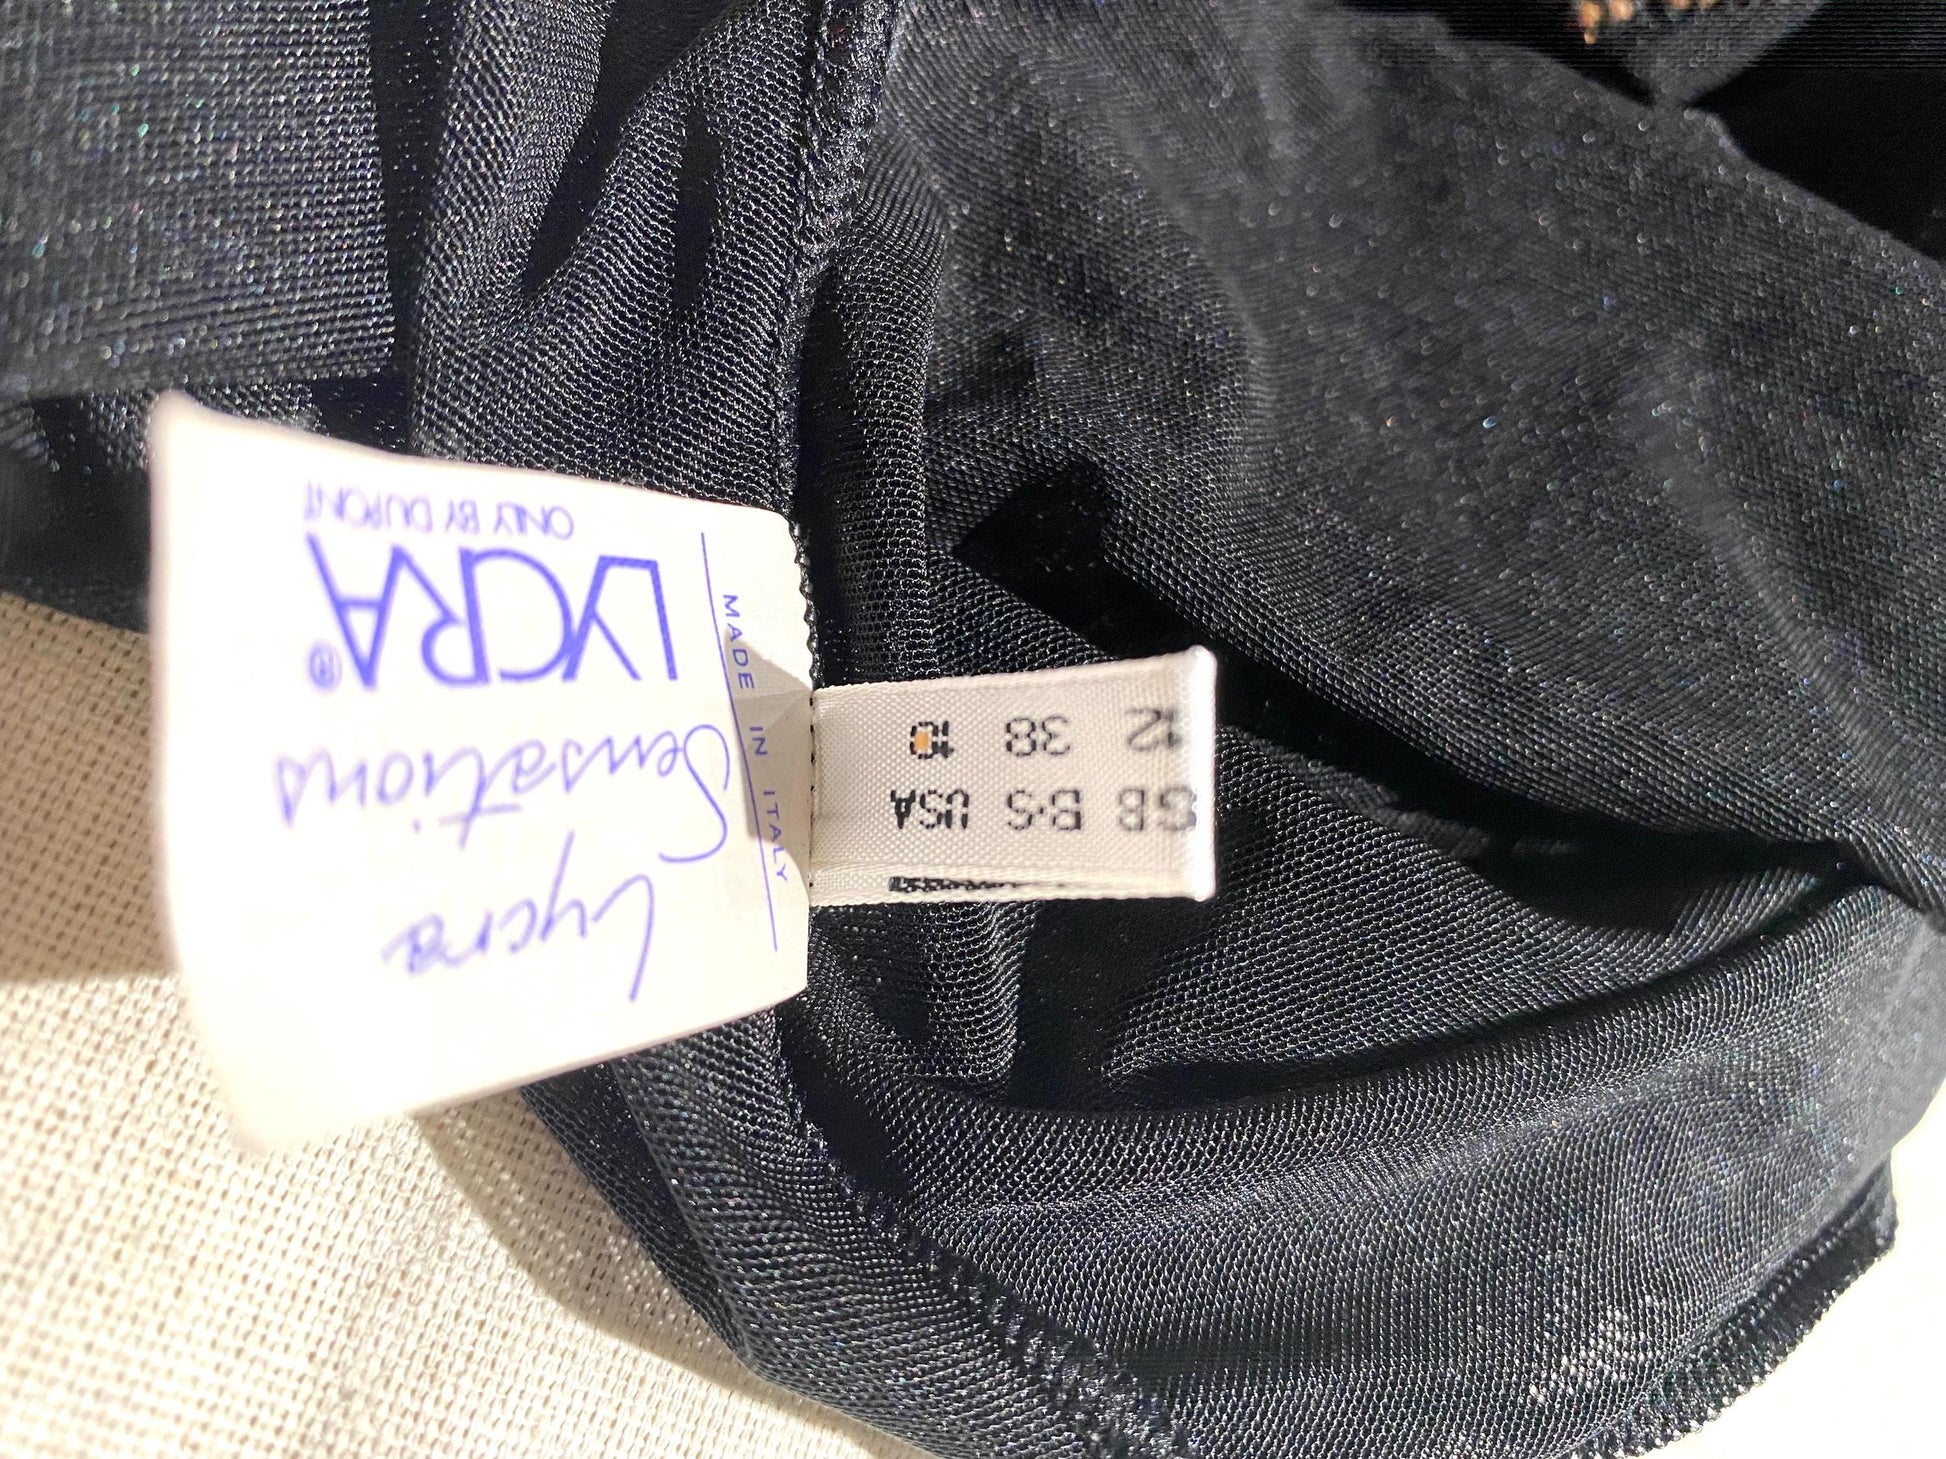 Lycra
Sensations
LYCRA®
ONLY BY DUPONT
MADE IN ITALY
GB 12
B·S 38
USA 10